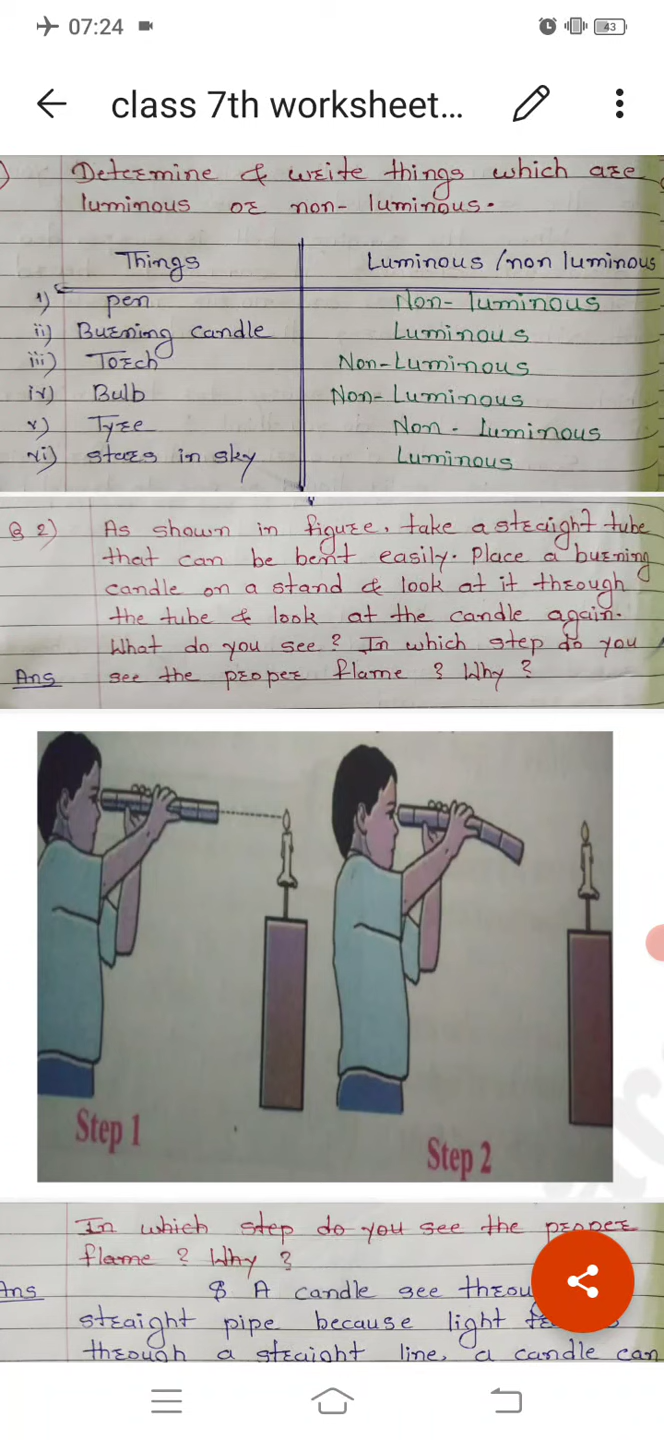 07:24
43
class 7th worksheet...
Determine & write things which are
luminous or non- luminous.
Things Luminous /non luminous
i) pen Non- luminous
ii) Burning candle Luminous
iii) Torch Non-Luminous
iv) Bulb Non- Luminous
v) Tyre Non - Luminous
vi) stars in sky Luminous
Q 2) As shown in figure, take a straight tube
that can be bent easily. Place a burning
candle on a stand & look at it through
the tube & look at the candle again.
What do you see? In which step do you
Ans see the proper flame? Why?
Step 1
Step 2
In which step do you see the proper
flame? Why?
Ans A candle see
staight pipe because light
through a straight line, a candle can